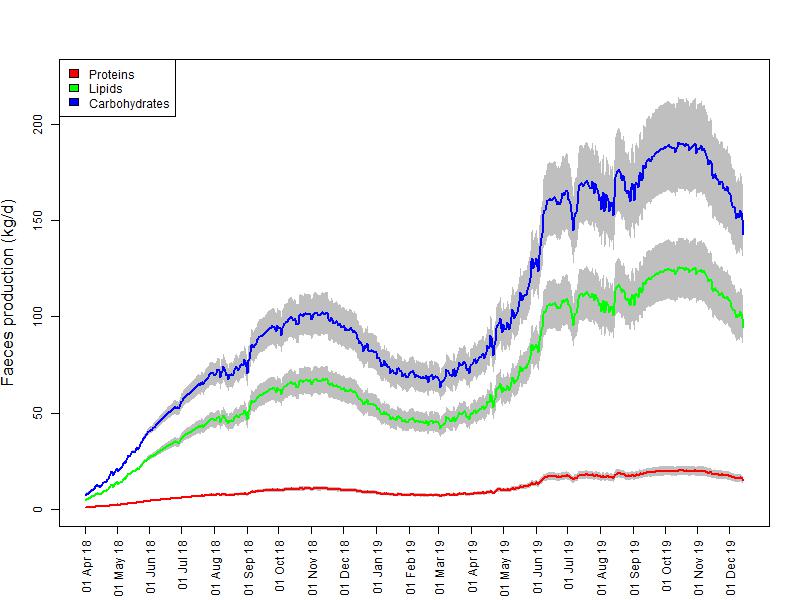 Proteins
Lipids
Carbohydrates
Faeces production (kg/d)
200
150
100
50
0
01 Apr 18
01 May 18
01 Jun 18
01 Jul 18
01 Aug 18
01 Sep 18
01 Oct 18
01 Nov 18
01 Dec 18
01 Jan 19
01 Feb 19
01 Mar 19
01 Apr 19
01 May 19
01 Jun 19
01 Jul 19
01 Aug 19
01 Sep 19
01 Oct 19
01 Nov 19
01 Dec 19